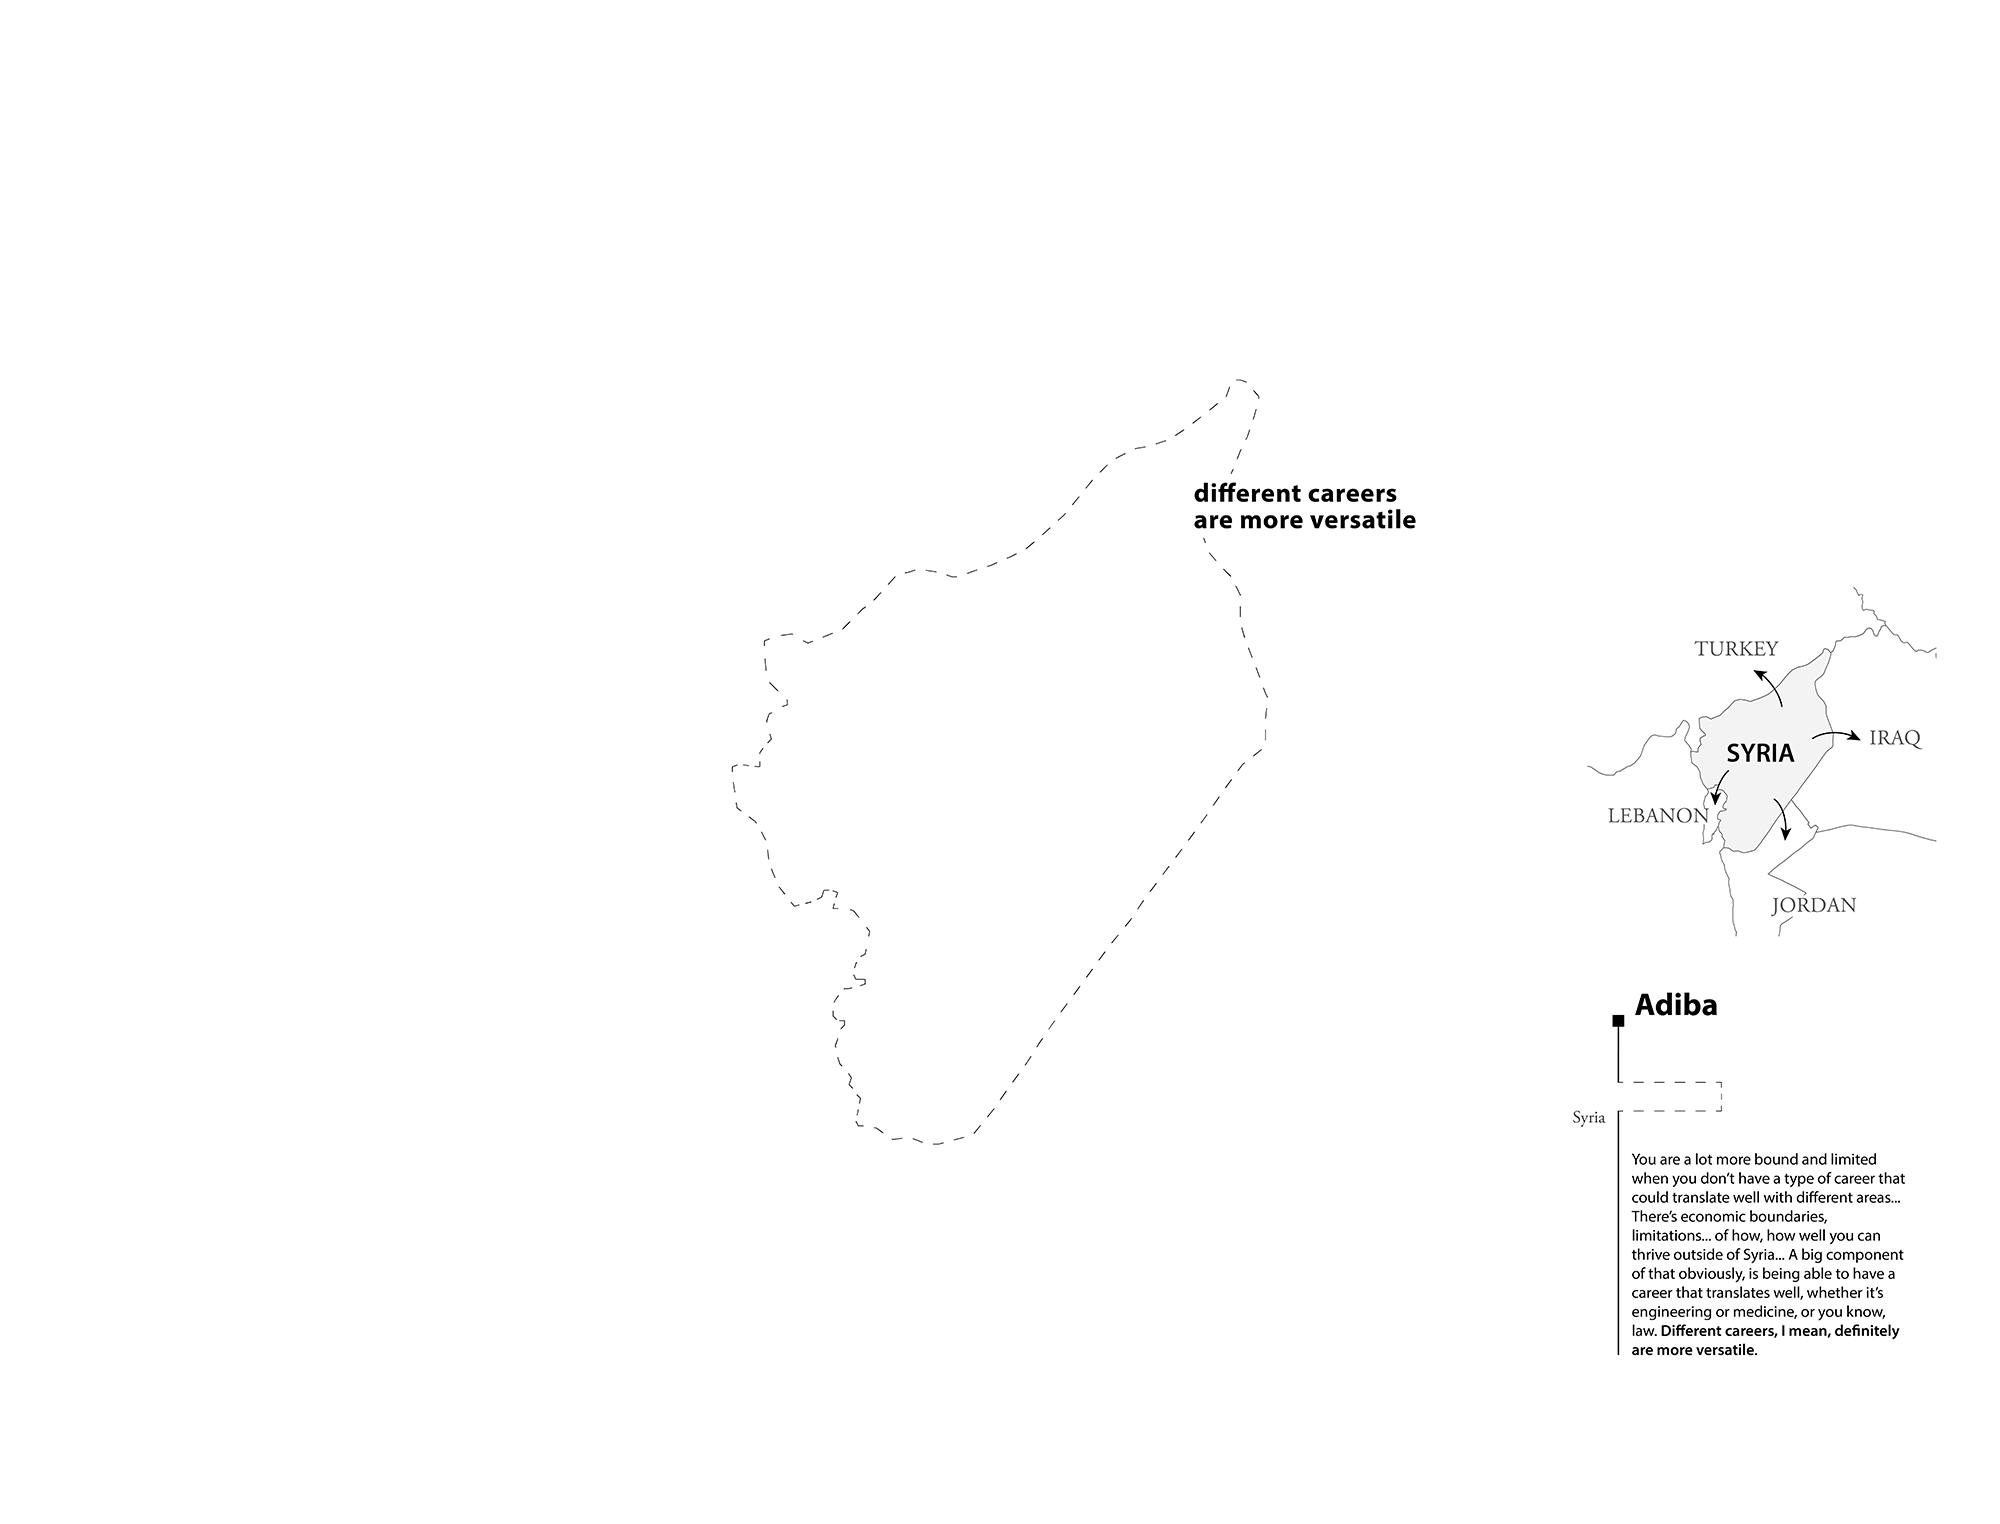 different careers
are more versatile
TURKEY
IRAQ
SYRIA
LEBANON
JORDAN
Adiba
Syria
You are a lot more bound and limited
when you don’t have a type of career that
could translate well with different areas...
There’s economic boundaries,
limitations... of how, how well you can
thrive outside of Syria... A big component
of that obviously, is being able to have a
career that translates well, whether it’s
engineering or medicine, or you know,
law. Different careers, I mean, definitely
are more versatile.